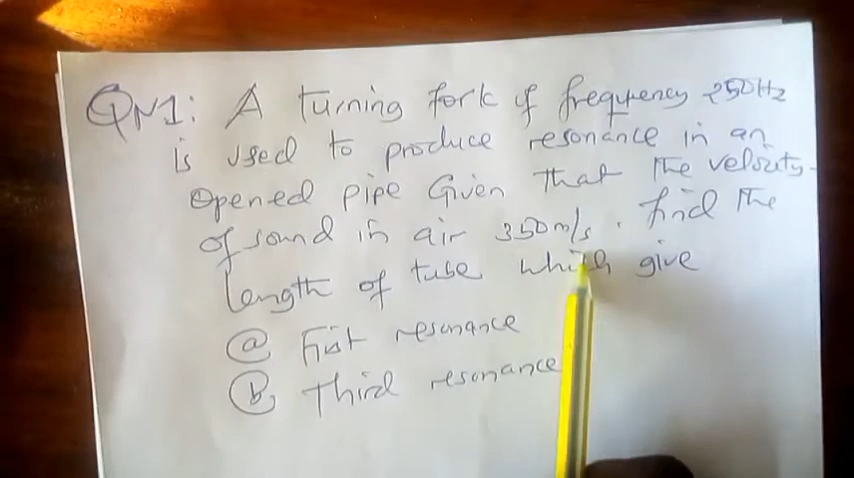 QN1: A turning fork of frequency 250Hz
is used to produce resonance in an
opened pipe Given that the velocity
of sound in air 350m/s. find the
length of tube which give
(a) First resonance
(b) Third resonance